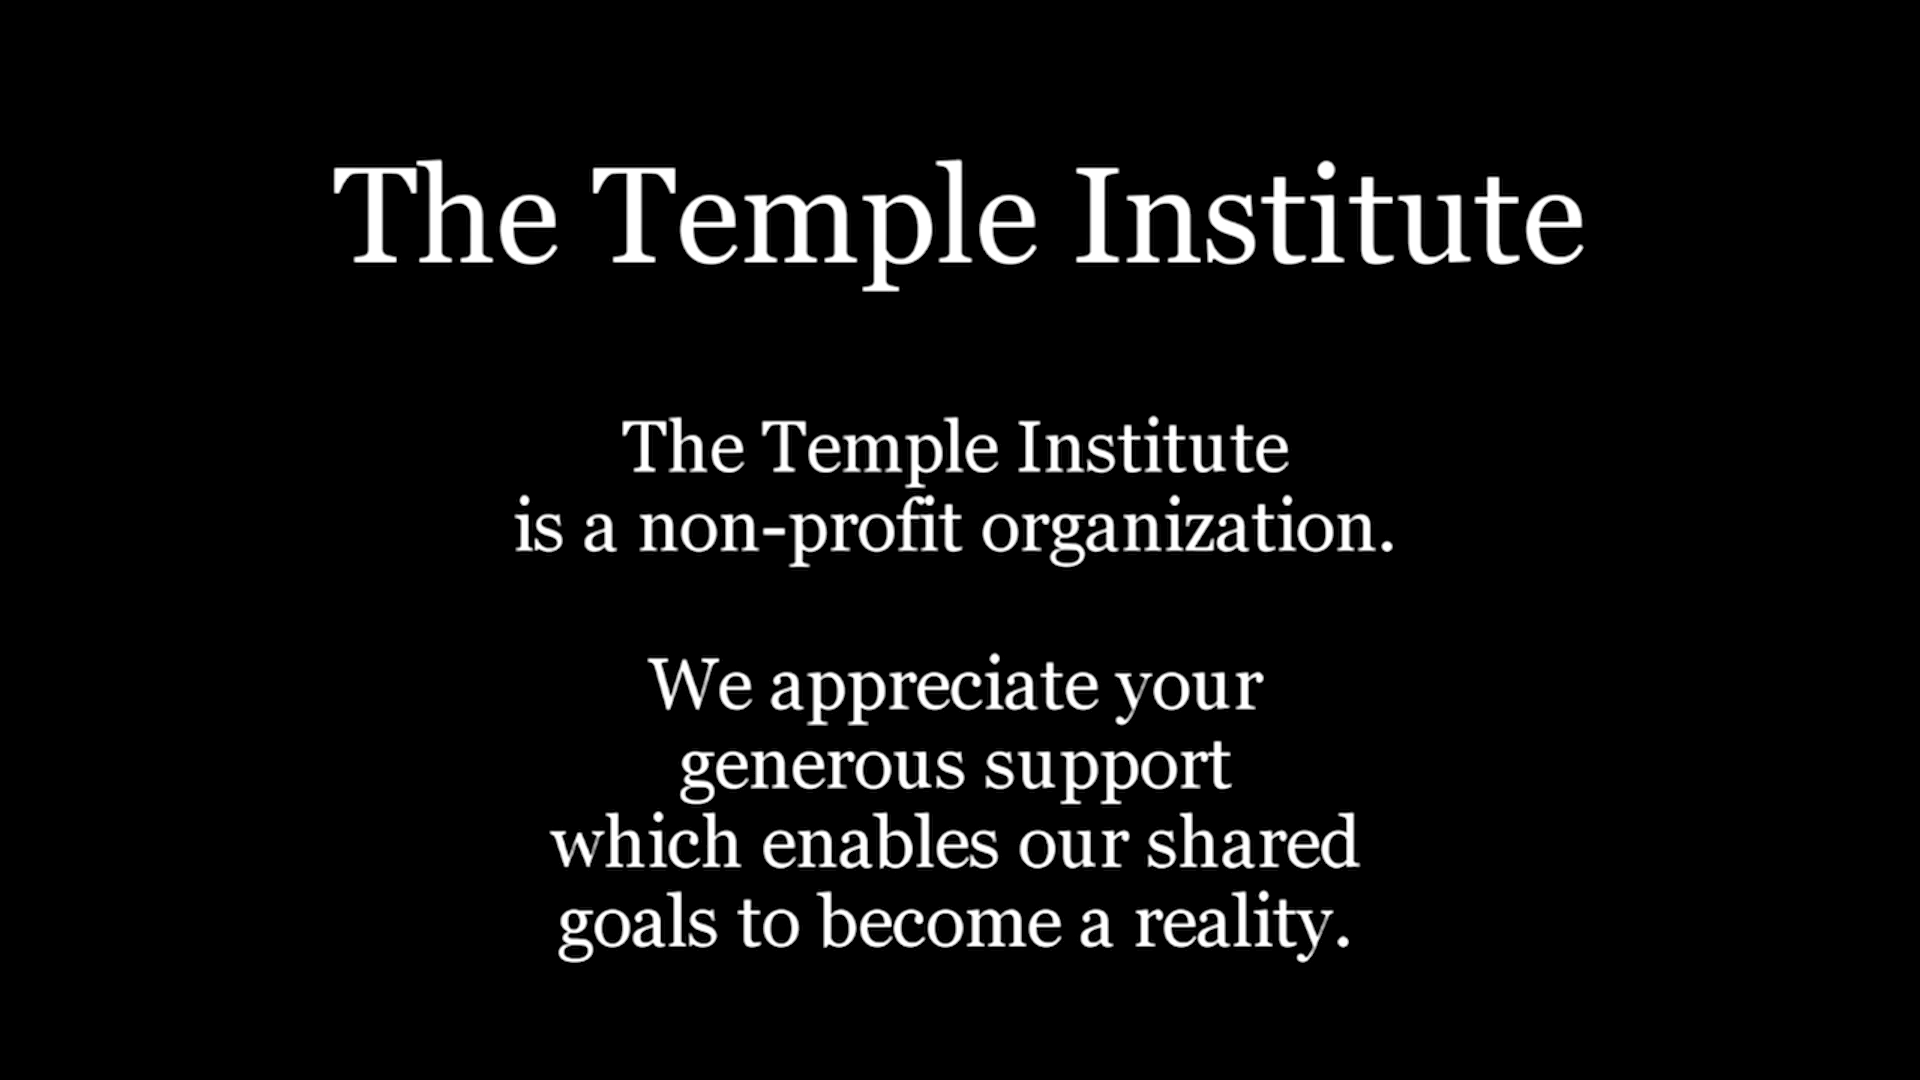 The Temple Institute
The Temple Institute
is a non-profit organization.
We appreciate your
generous support
which enables our shared
goals to become a reality.